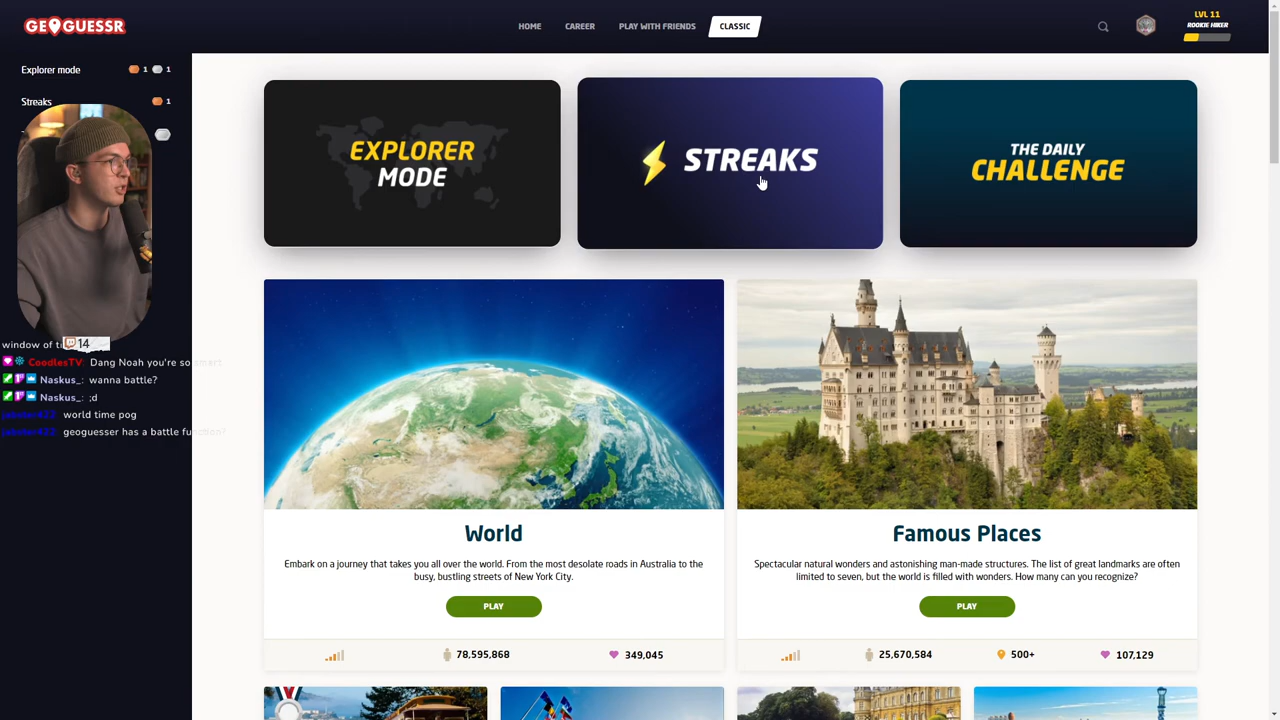 GEOGUESSR
HOME
CAREER
PLAY WITH FRIENDS
CLASSIC
LVL 11
ROOKIE HIKER
Explorer mode
1
1
Streaks
1
EXPLORER
MODE
STREAKS
THE DAILY
CHALLENGE
window of
14
CoodlesTV: Dang Noah you're so
Naskus_: wanna battle?
Naskus_: ;d
world time pog
geoguesser has a battle function?
World
Embark on a journey that takes you all over the world. From the most desolate roads in Australia to the
busy, bustling streets of New York City.
PLAY
78,595,868
349,045
Famous Places
Spectacular natural wonders and astonishing man-made structures. The list of great landmarks are often
limited to seven, but the world is filled with wonders. How many can you recognize?
PLAY
25,670,584
500+
107,129